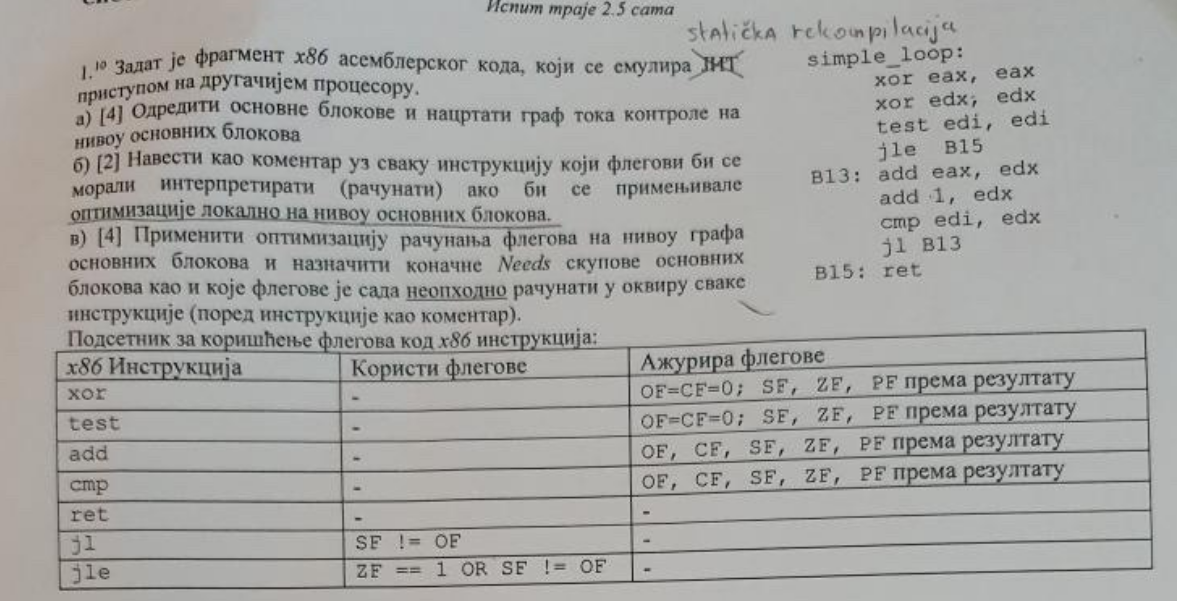 Испит траје 2.5 сата
statička rekompilacija
1.¹⁰ Задат је фрагмент x86 асемблерског кода, који се емулира ЈИТ
приступом на другачијем процесору.
а) [4] Одредити основне блокове и нацртати граф тока контроле на
нивоу основних блокова
б) [2] Навести као коментар уз сваку инструкцију који флегови би се
морали интерпретирати (рачунати) ако би се примењивале
оптимизације локално на нивоу основних блокова.
в) [4] Применити оптимизацију рачунања флегова на нивоу графа
основних блокова и назначити коначне Needs скупове основних
блокова као и које флегове је сада неопходно рачунати у оквиру сваке
инструкције (поред инструкције као коментар).
simple_loop:
xor eax, eax
xor edx, edx
test edi, edi
jle B15
B13: add eax, edx
add 1, edx
cmp edi, edx
jl B13
B15: ret
Подсетник за коришћење флегова код x86 инструкција:
x86 Инструкција Користи флегове Ажурира флегове
xor - OF=CF=0; SF, ZF, PF према резултату
test - OF=CF=0; SF, ZF, PF према резултату
add - OF, CF, SF, ZF, PF према резултату
cmp - OF, CF, SF, ZF, PF према резултату
ret - -
jl SF != OF -
jle ZF == 1 OR SF != OF -